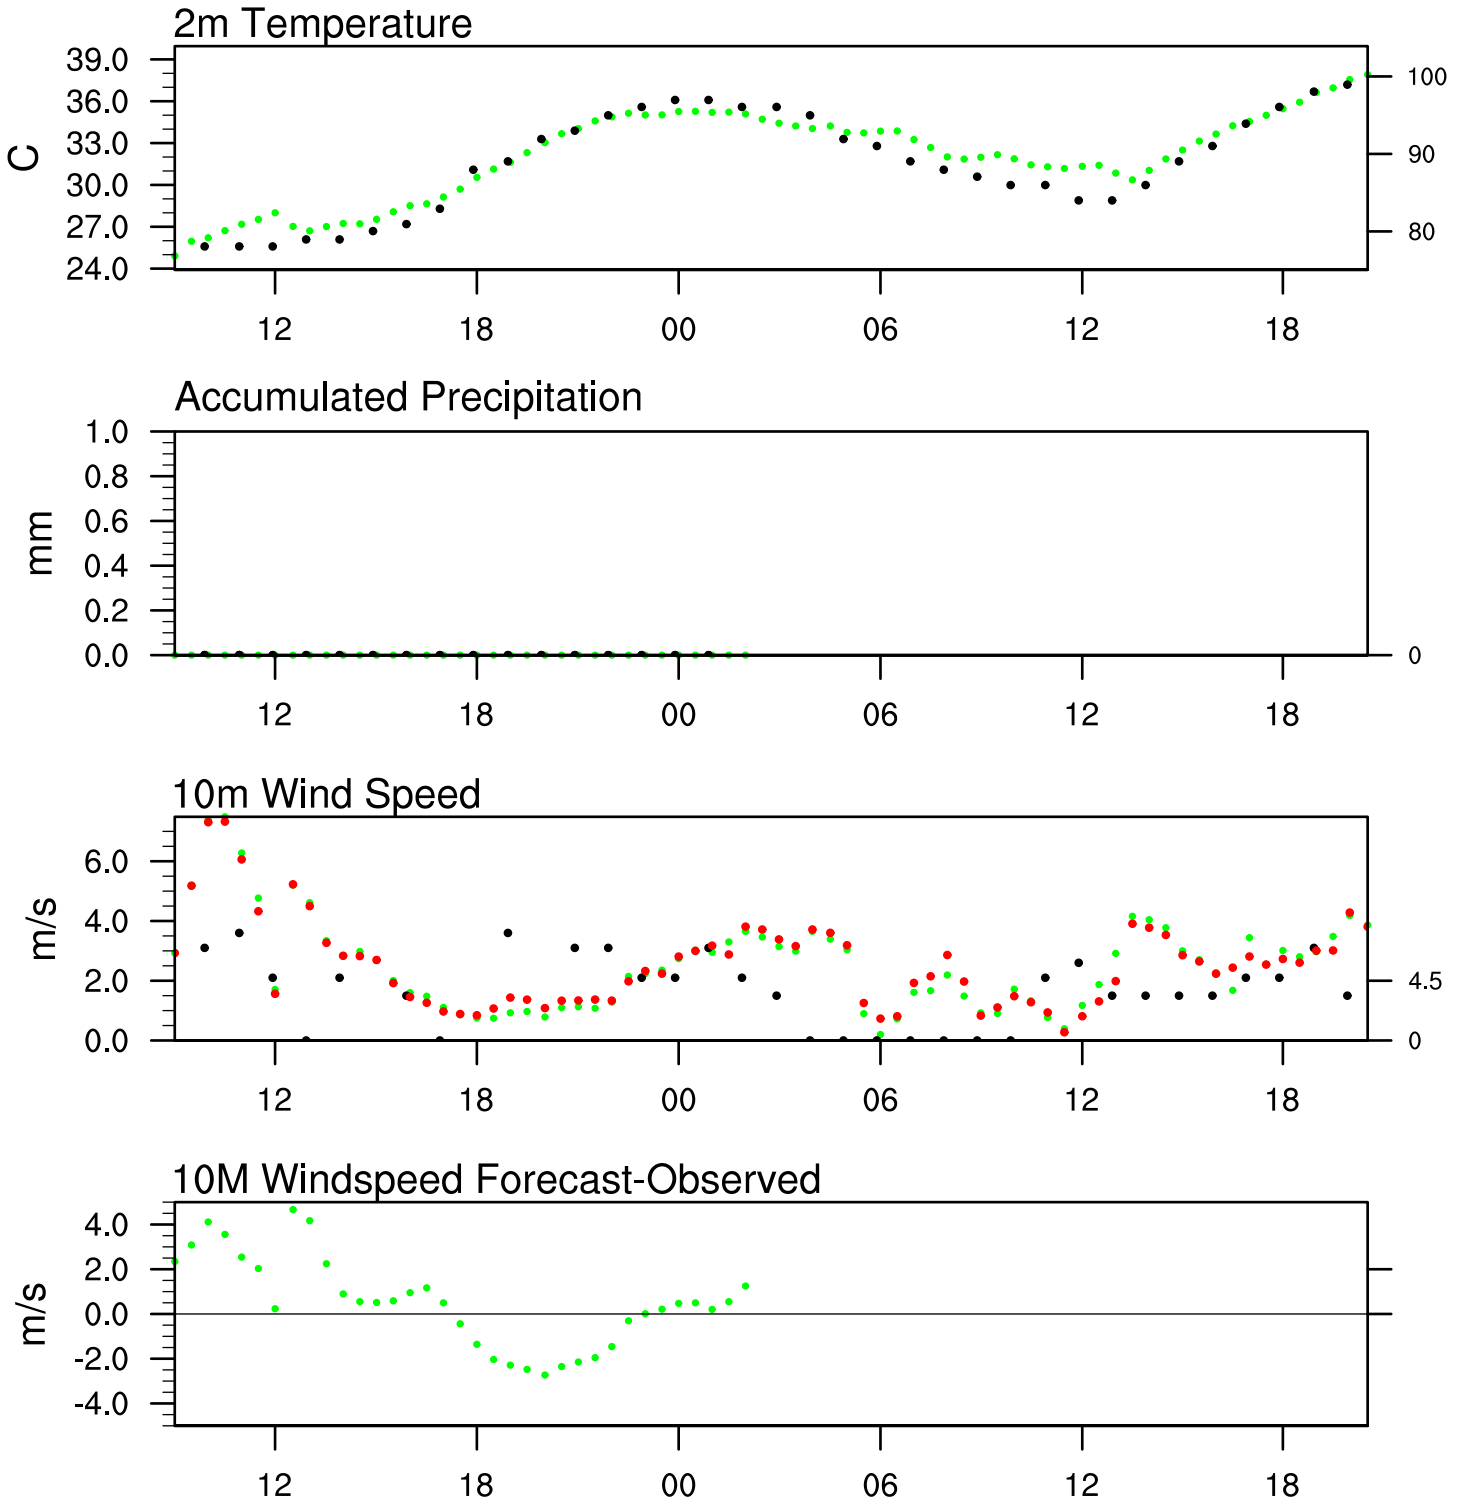 2m Temperature
39.0
36.0
33.0
30.0
27.0
24.0
C
100
90
80
12 18 00 06 12 18
Accumulated Precipitation
1.0
0.8
0.6
0.4
0.2
0.0
mm
0
12 18 00 06 12 18
10m Wind Speed
6.0
4.0
2.0
0.0
m/s
4.5
0
12 18 00 06 12 18
10M Windspeed Forecast-Observed
4.0
2.0
0.0
-2.0
-4.0
m/s
12 18 00 06 12 18